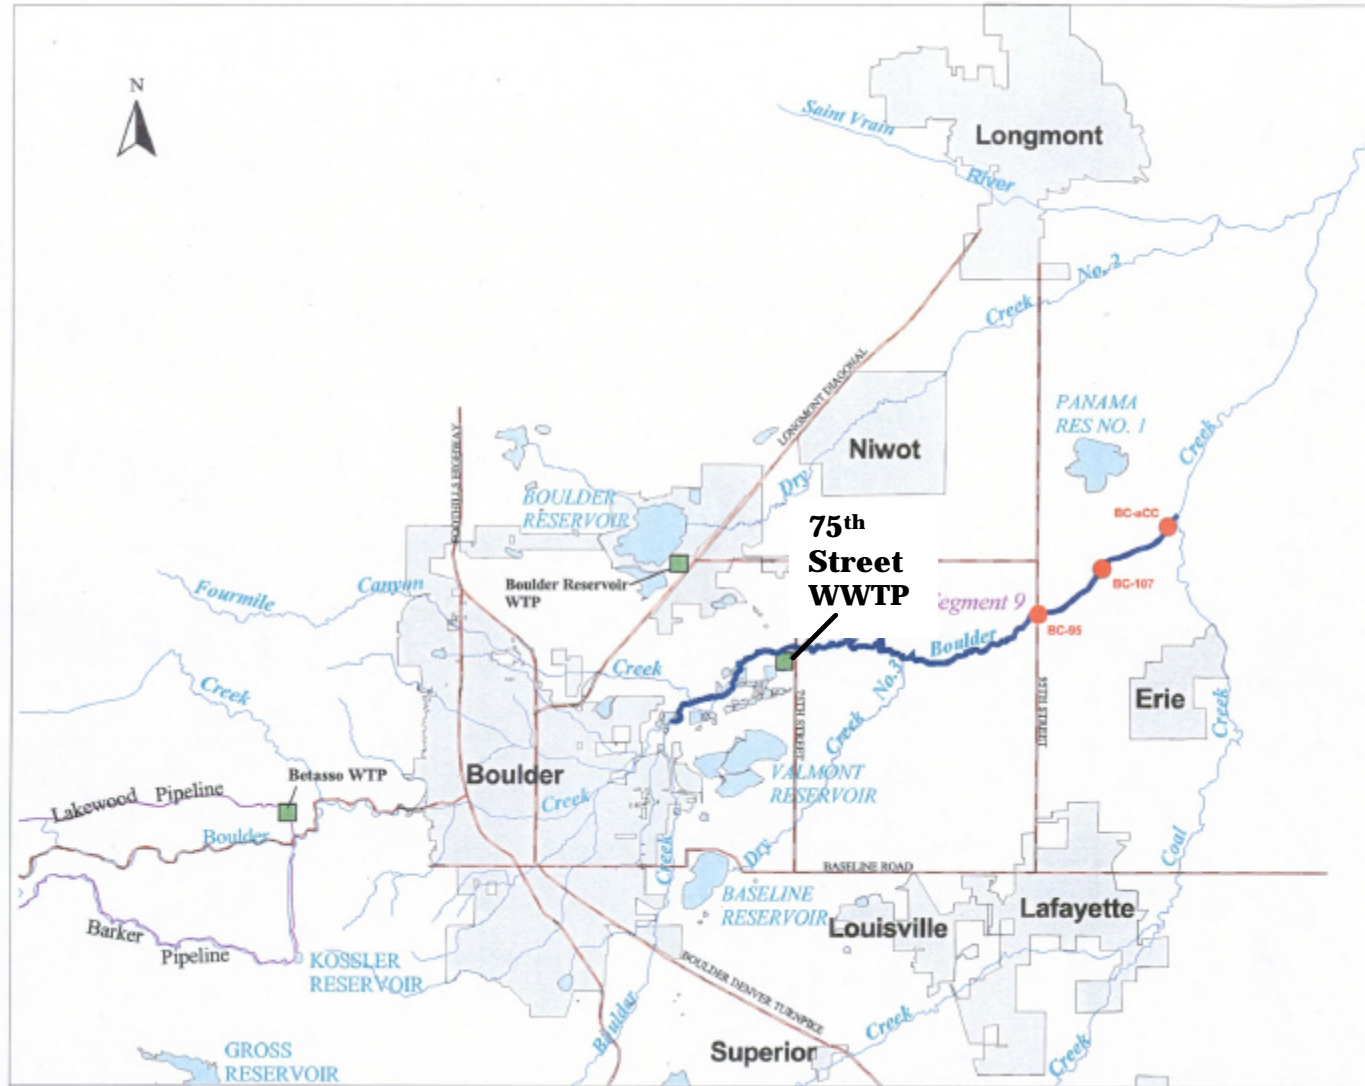 N
Saint Vrain
River
Longmont
Creek
No. 2
LONGMONT DIAGONAL
PANAMA
RES NO. 1
Creek
FOOTHILLS HIGHWAY
Niwot
BOULDER
RESERVOIR
Dry
75th
Street
WWTP
BC-aCC
Boulder Reservoir
WTP
BC-107
Fourmile
Canyon
Segment 9
BC-95
Boulder
Creek
Creek
No.3
Erie
Creek
75TH STREET
95TH STREET
Creek
Betasso WTP
Boulder
VALMONT
RESERVOIR
Lakewood Pipeline
Creek
Boulder
Creek
Dry
BASELINE ROAD
Coal
BASELINE
RESERVOIR
Lafayette
Louisville
Barker
Pipeline
KOSSLER
RESERVOIR
BOULDER DENVER TURNPIKE
Boulder
Creek
Superior
Creek
GROSS
RESERVOIR